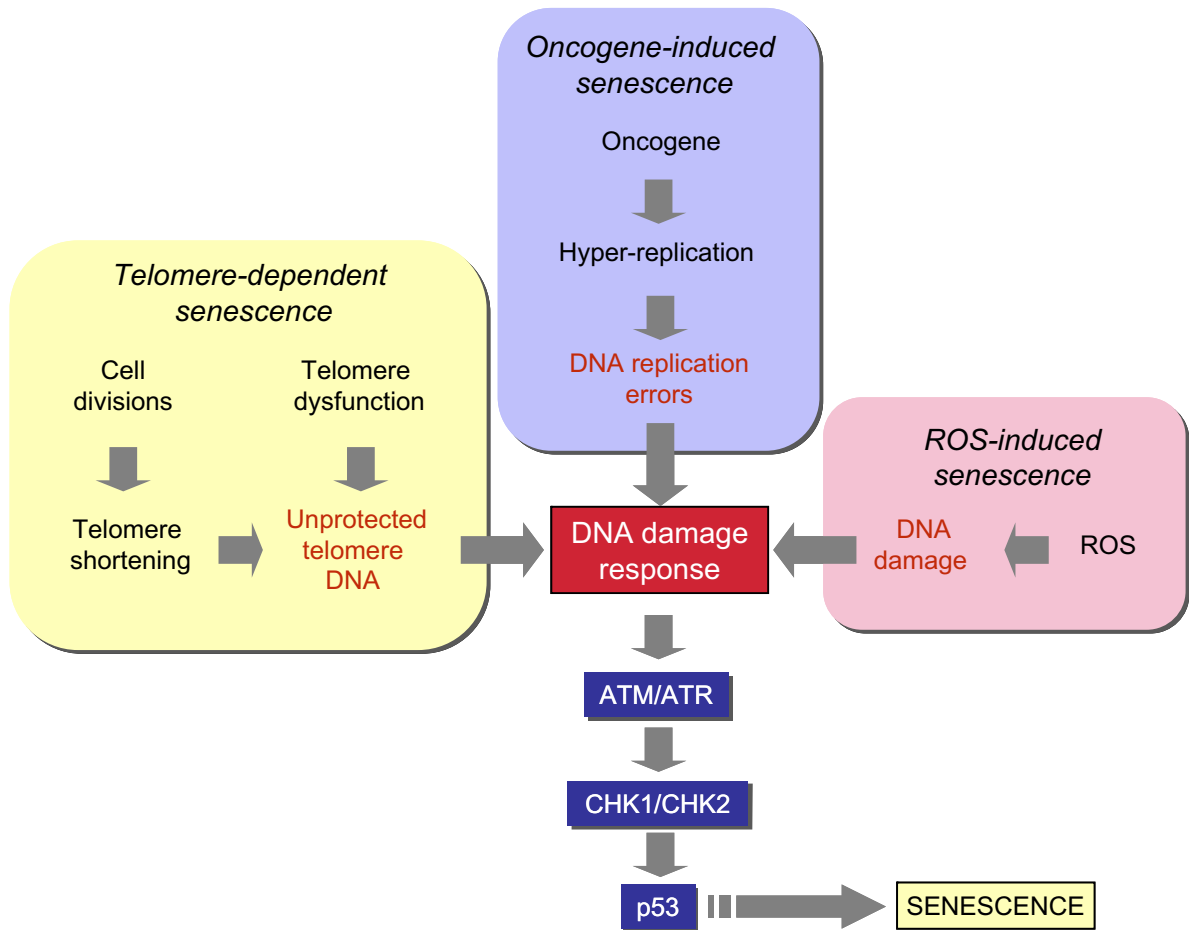 Oncogene-induced
senescence
Oncogene
Hyper-replication
DNA replication
errors
Telomere-dependent
senescence
Cell
divisions
Telomere
dysfunction
Telomere
shortening
Unprotected
telomere
DNA
ROS-induced
senescence
DNA
damage
ROS
DNA damage
response
ATM/ATR
CHK1/CHK2
p53
SENESCENCE